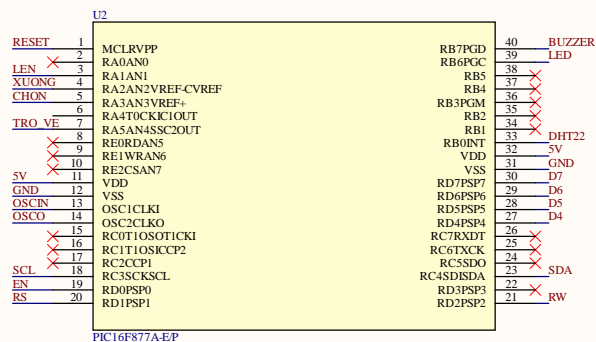 U2
RESET 1 MCLRVPP RB7PGD 40 BUZZER
2 RA0AN0 RB6PGC 39 LED
LEN 3 RA1AN1 RB5 38
XUONG 4 RA2AN2VREF-CVREF RB4 37
CHON 5 RA3AN3VREF+ RB3PGM 36
6 RA4T0CKIC1OUT RB2 35
TRO_VE 7 RA5AN4SSC2OUT RB1 34
8 RE0RDAN5 RB0INT 33 DHT22
9 RE1WRAN6 VDD 32 5V
10 RE2CSAN7 VSS 31 GND
5V 11 VDD RD7PSP7 30 D7
GND 12 VSS RD6PSP6 29 D6
OSCIN 13 OSC1CLKI RD5PSP5 28 D5
OSCO 14 OSC2CLKO RD4PSP4 27 D4
15 RC0T1OSOT1CKI RC7RXDT 26
16 RC1T1OSICCP2 RC6TXCK 25
17 RC2CCP1 RC5SDO 24
SCL 18 RC3SCKSCL RC4SDISDA 23 SDA
EN 19 RD0PSP0 RD3PSP3 22
RS 20 RD1PSP1 RD2PSP2 21 RW
PIC16F877A-E/P